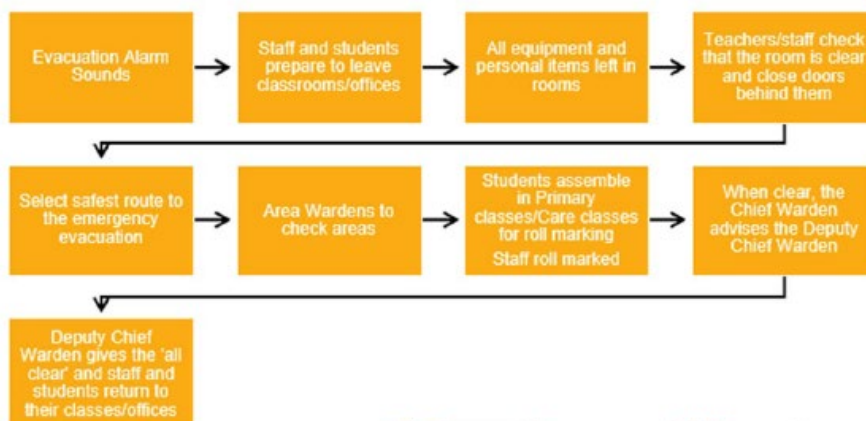 Evacuation Alarm
Sounds
Staff and students
prepare to leave
classrooms/offices
All equipment and
personal items left in
rooms
Teachers/staff check
that the room is clear
and close doors
behind them
Select safest route to
the emergency
evacuation
Area Wardens to
check areas
Students assemble
in Primary
classes/Care classes
for roll marking
Staff roll marked
When clear, the
Chief Warden
advises the Deputy
Chief Warden
Deputy Chief
Warden gives the 'all
clear' and staff and
students return to
their classes/offices